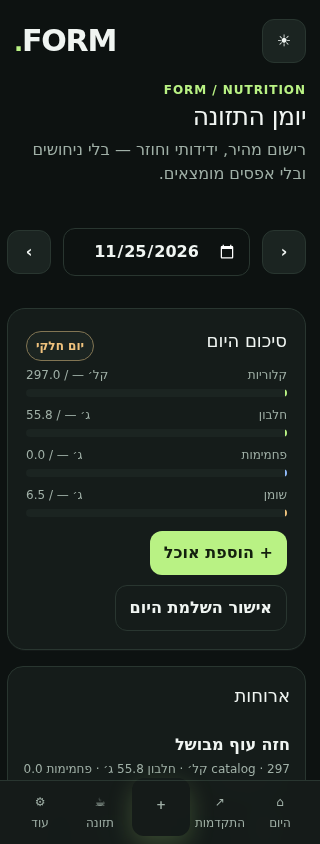 FORM.
FORM / NUTRITION
יומן התזונה
רישום מהיר, ידידותי וחוזר — בלי ניחושים
ובלי אפסים מומצאים.
11/25/2026
סיכום היום
יום חלקי
קלוריות
297.0 / — קל׳
חלבון
55.8 / — ג׳
פחמימות
0.0 / — ג׳
שומן
6.5 / — ג׳
+ הוספת אוכל
אישור השלמת היום
ארוחות
חזה עוף מבושל
catalog · 297 קל׳ · חלבון 55.8 ג׳ · פחמימות 0.0
היום
התקדמות
+
תזונה
עוד